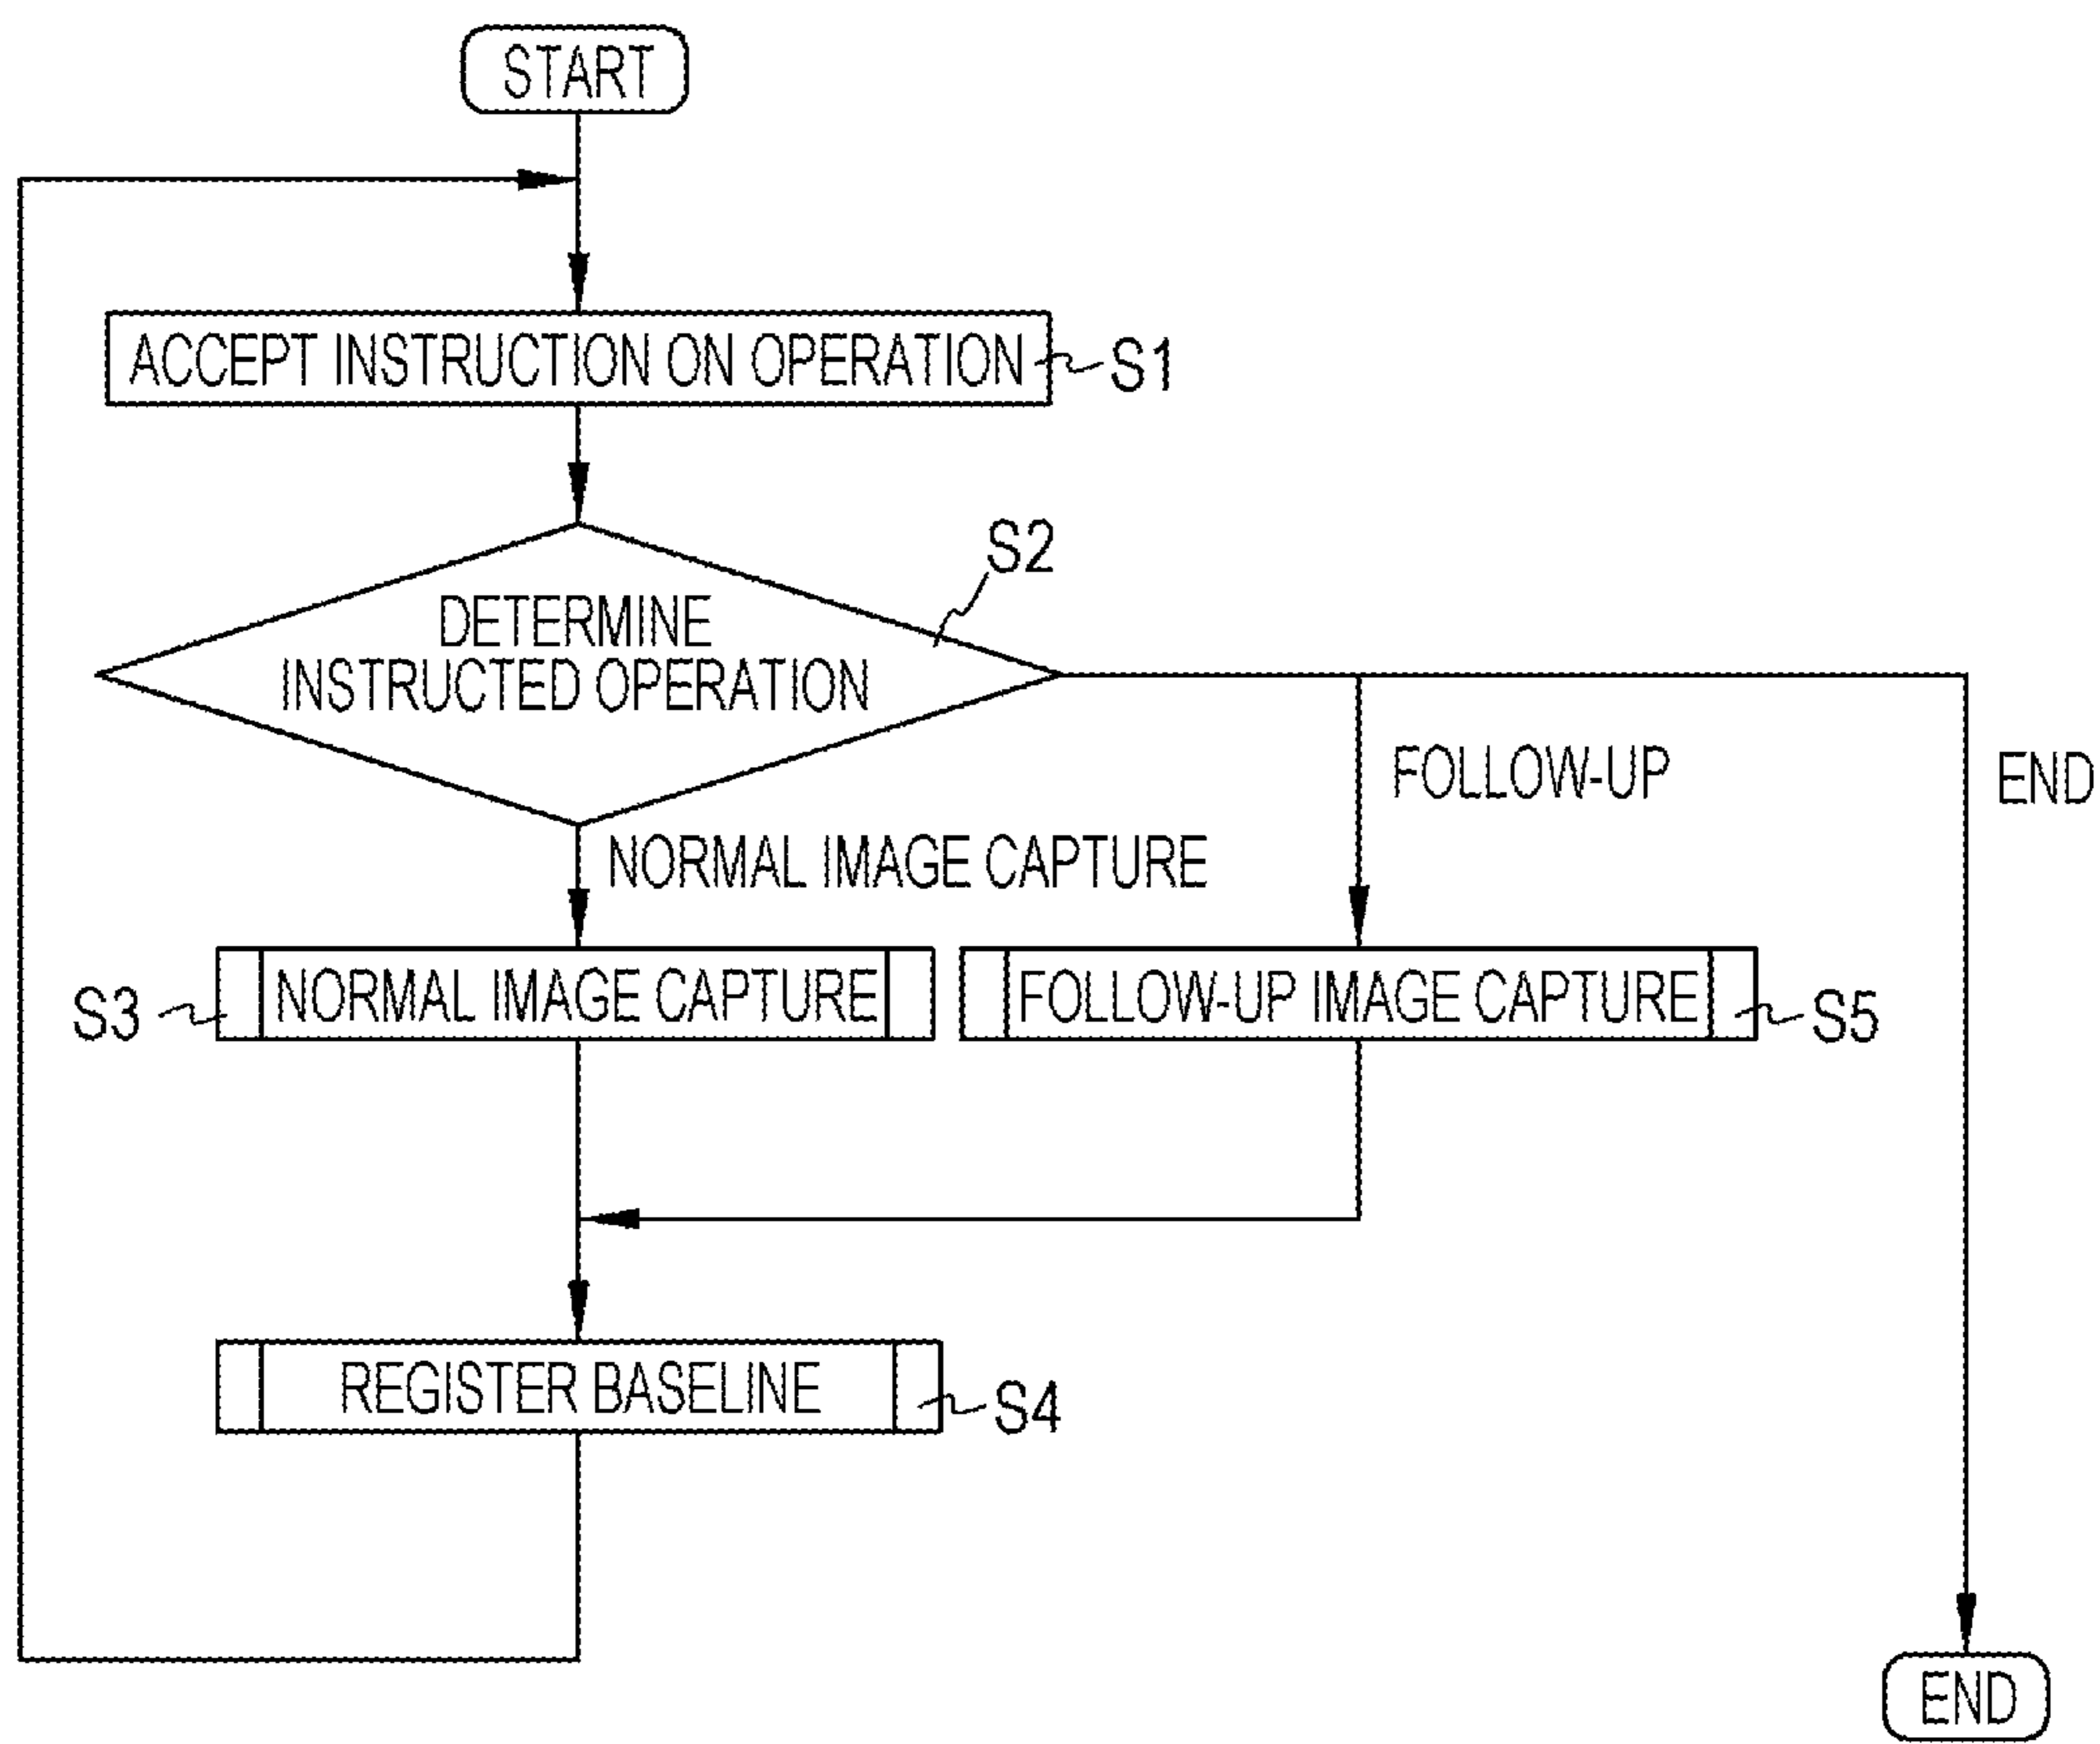 START
ACCEPT INSTRUCTION ON OPERATION
S1
S2
DETERMINE
INSTRUCTED OPERATION
FOLLOW-UP
END
NORMAL IMAGE CAPTURE
S3
NORMAL IMAGE CAPTURE
FOLLOW-UP IMAGE CAPTURE
S5
REGISTER BASELINE
S4
END